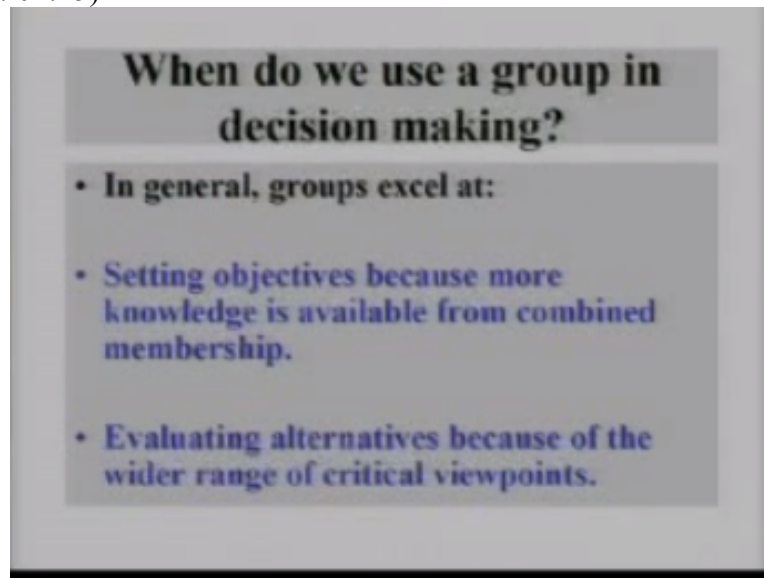 When do we use a group in
decision making?
• In general, groups excel at:
• Setting objectives because more
knowledge is available from combined
membership.
• Evaluating alternatives because of the
wider range of critical viewpoints.